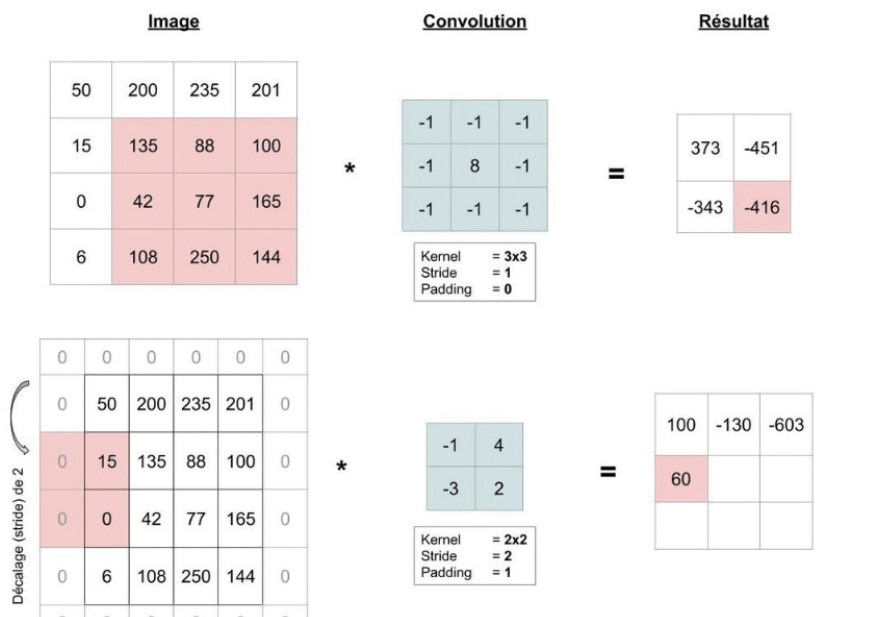 Image Convolution Résultat
50 200 235 201
15 135 88 100
0 42 77 165
6 108 250 144
*
-1 -1 -1
-1 8 -1
-1 -1 -1
Kernel = 3x3
Stride = 1
Padding = 0
=
373 -451
-343 -416
Décalage (stride) de 2
0 0 0 0 0 0
0 50 200 235 201 0
0 15 135 88 100 0
0 0 42 77 165 0
0 6 108 250 144 0
*
-1 4
-3 2
Kernel = 2x2
Stride = 2
Padding = 1
=
100 -130 -603
60